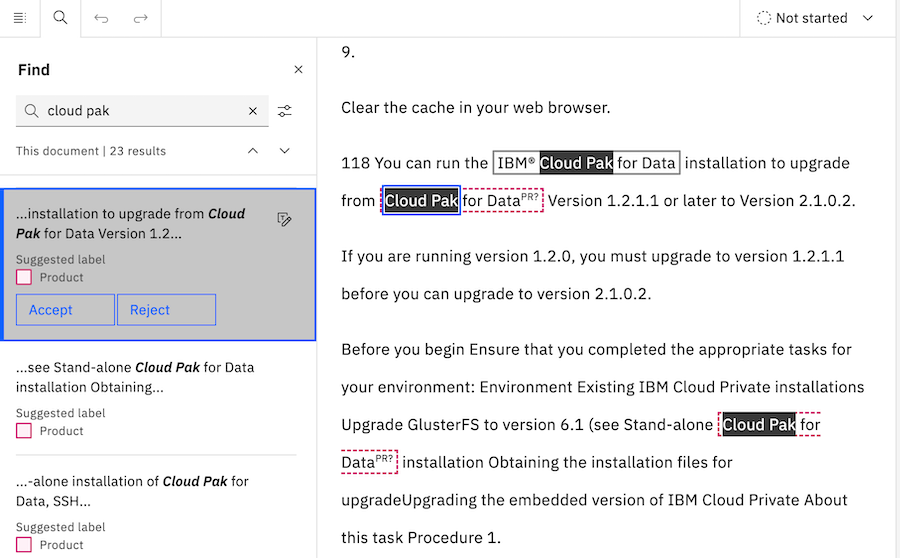 Not started
Find
cloud pak
This document | 23 results
...installation to upgrade from Cloud
Pak for Data Version 1.2...
Suggested label
Product
Accept
Reject
...see Stand-alone Cloud Pak for Data
installation Obtaining...
Suggested label
Product
...-alone installation of Cloud Pak for
Data, SSH...
Suggested label
Product
9.
Clear the cache in your web browser.
118 You can run the IBM® Cloud Pak for Data installation to upgrade
from Cloud Pak for Data PR? Version 1.2.1.1 or later to Version 2.1.0.2.
If you are running version 1.2.0, you must upgrade to version 1.2.1.1
before you can upgrade to version 2.1.0.2.
Before you begin Ensure that you completed the appropriate tasks for
your environment: Environment Existing IBM Cloud Private installations
Upgrade GlusterFS to version 6.1 (see Stand-alone Cloud Pak for
Data PR? installation Obtaining the installation files for
upgradeUpgrading the embedded version of IBM Cloud Private About
this task Procedure 1.